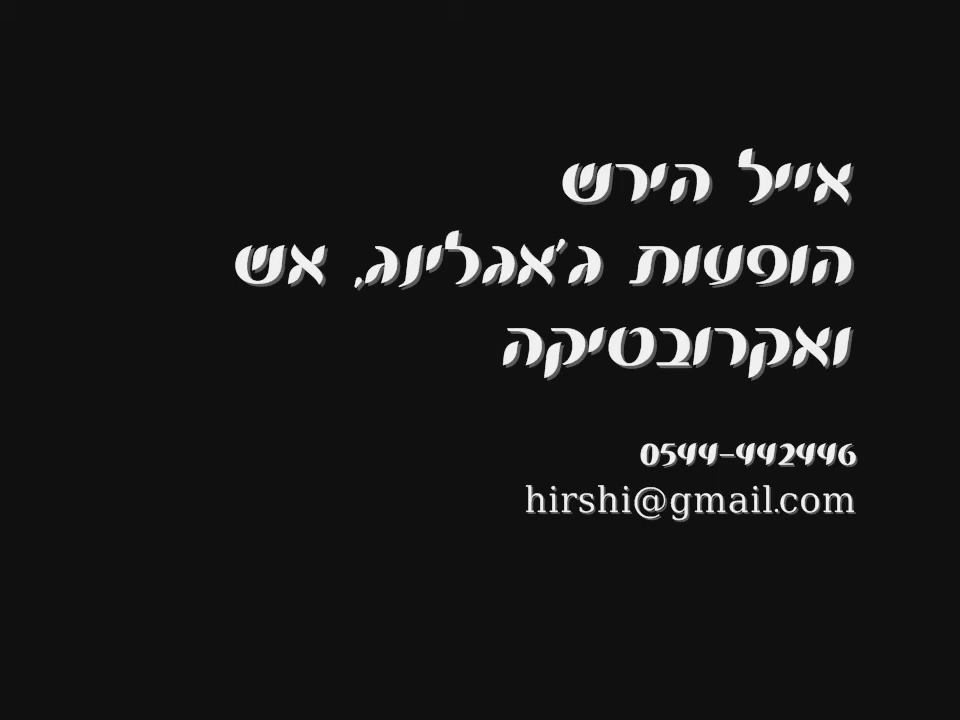 אייל הירש
הופעות ג'אגלינג, אש
ואקרובטיקה
0544-442446
hirshi@gmail.com